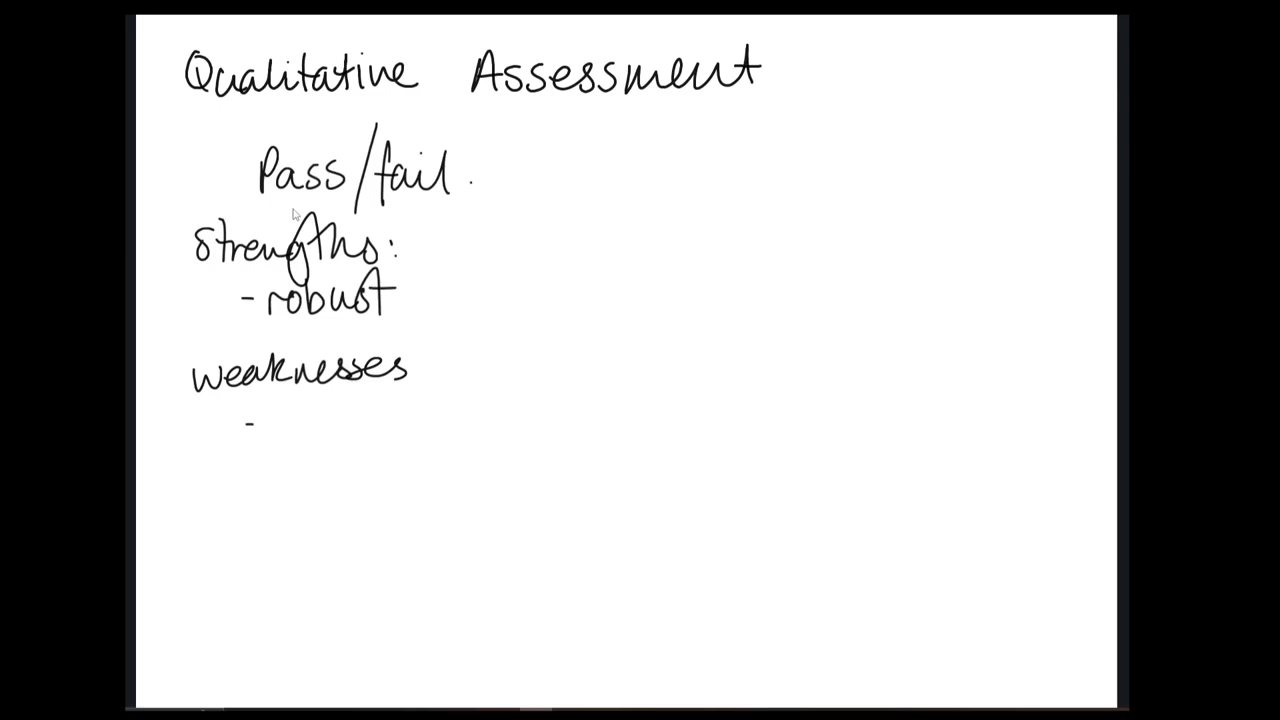 Qualitative Assessment
Pass/fail.
strengths:
- robust
weaknesses
-